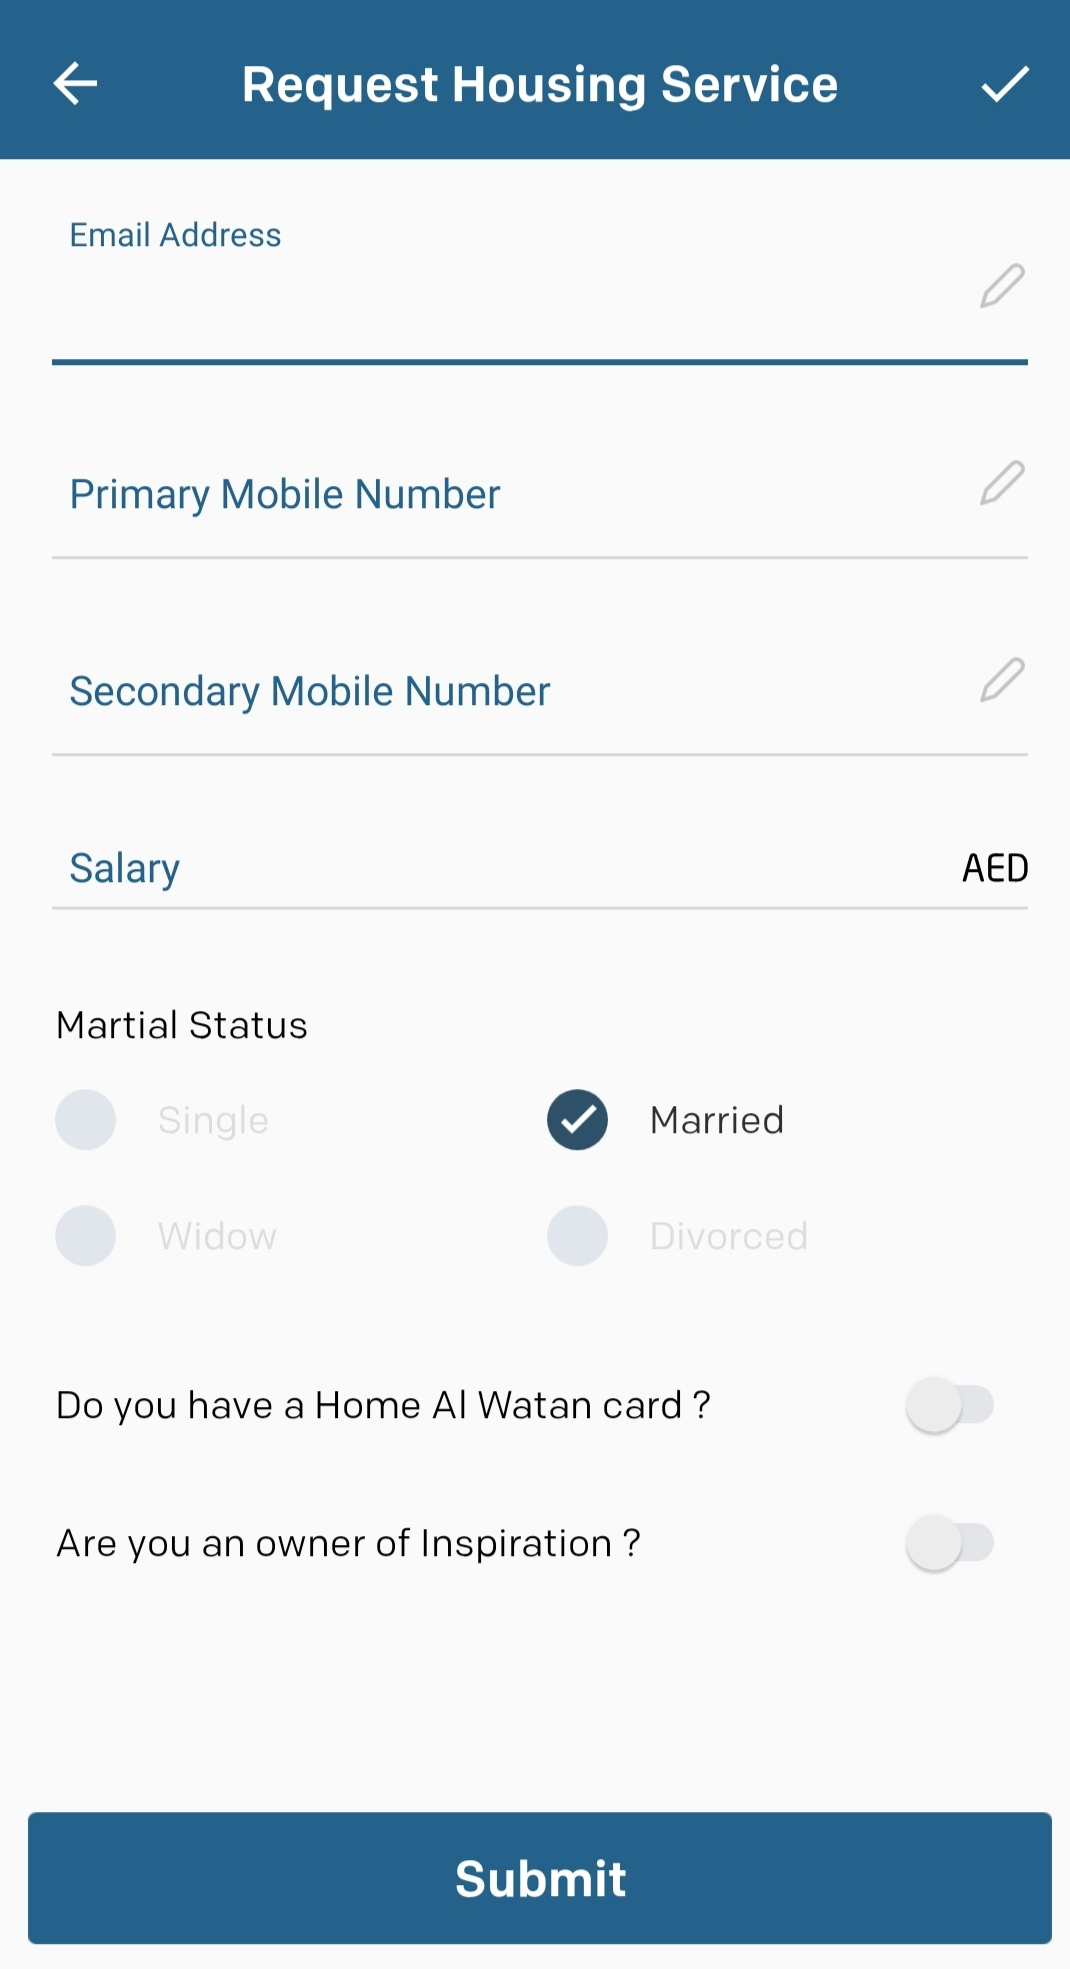 Request Housing Service
Email Address
Primary Mobile Number
Secondary Mobile Number
Salary AED
Martial Status
Single Married
Widow Divorced
Do you have a Home Al Watan card ?
Are you an owner of Inspiration ?
Submit